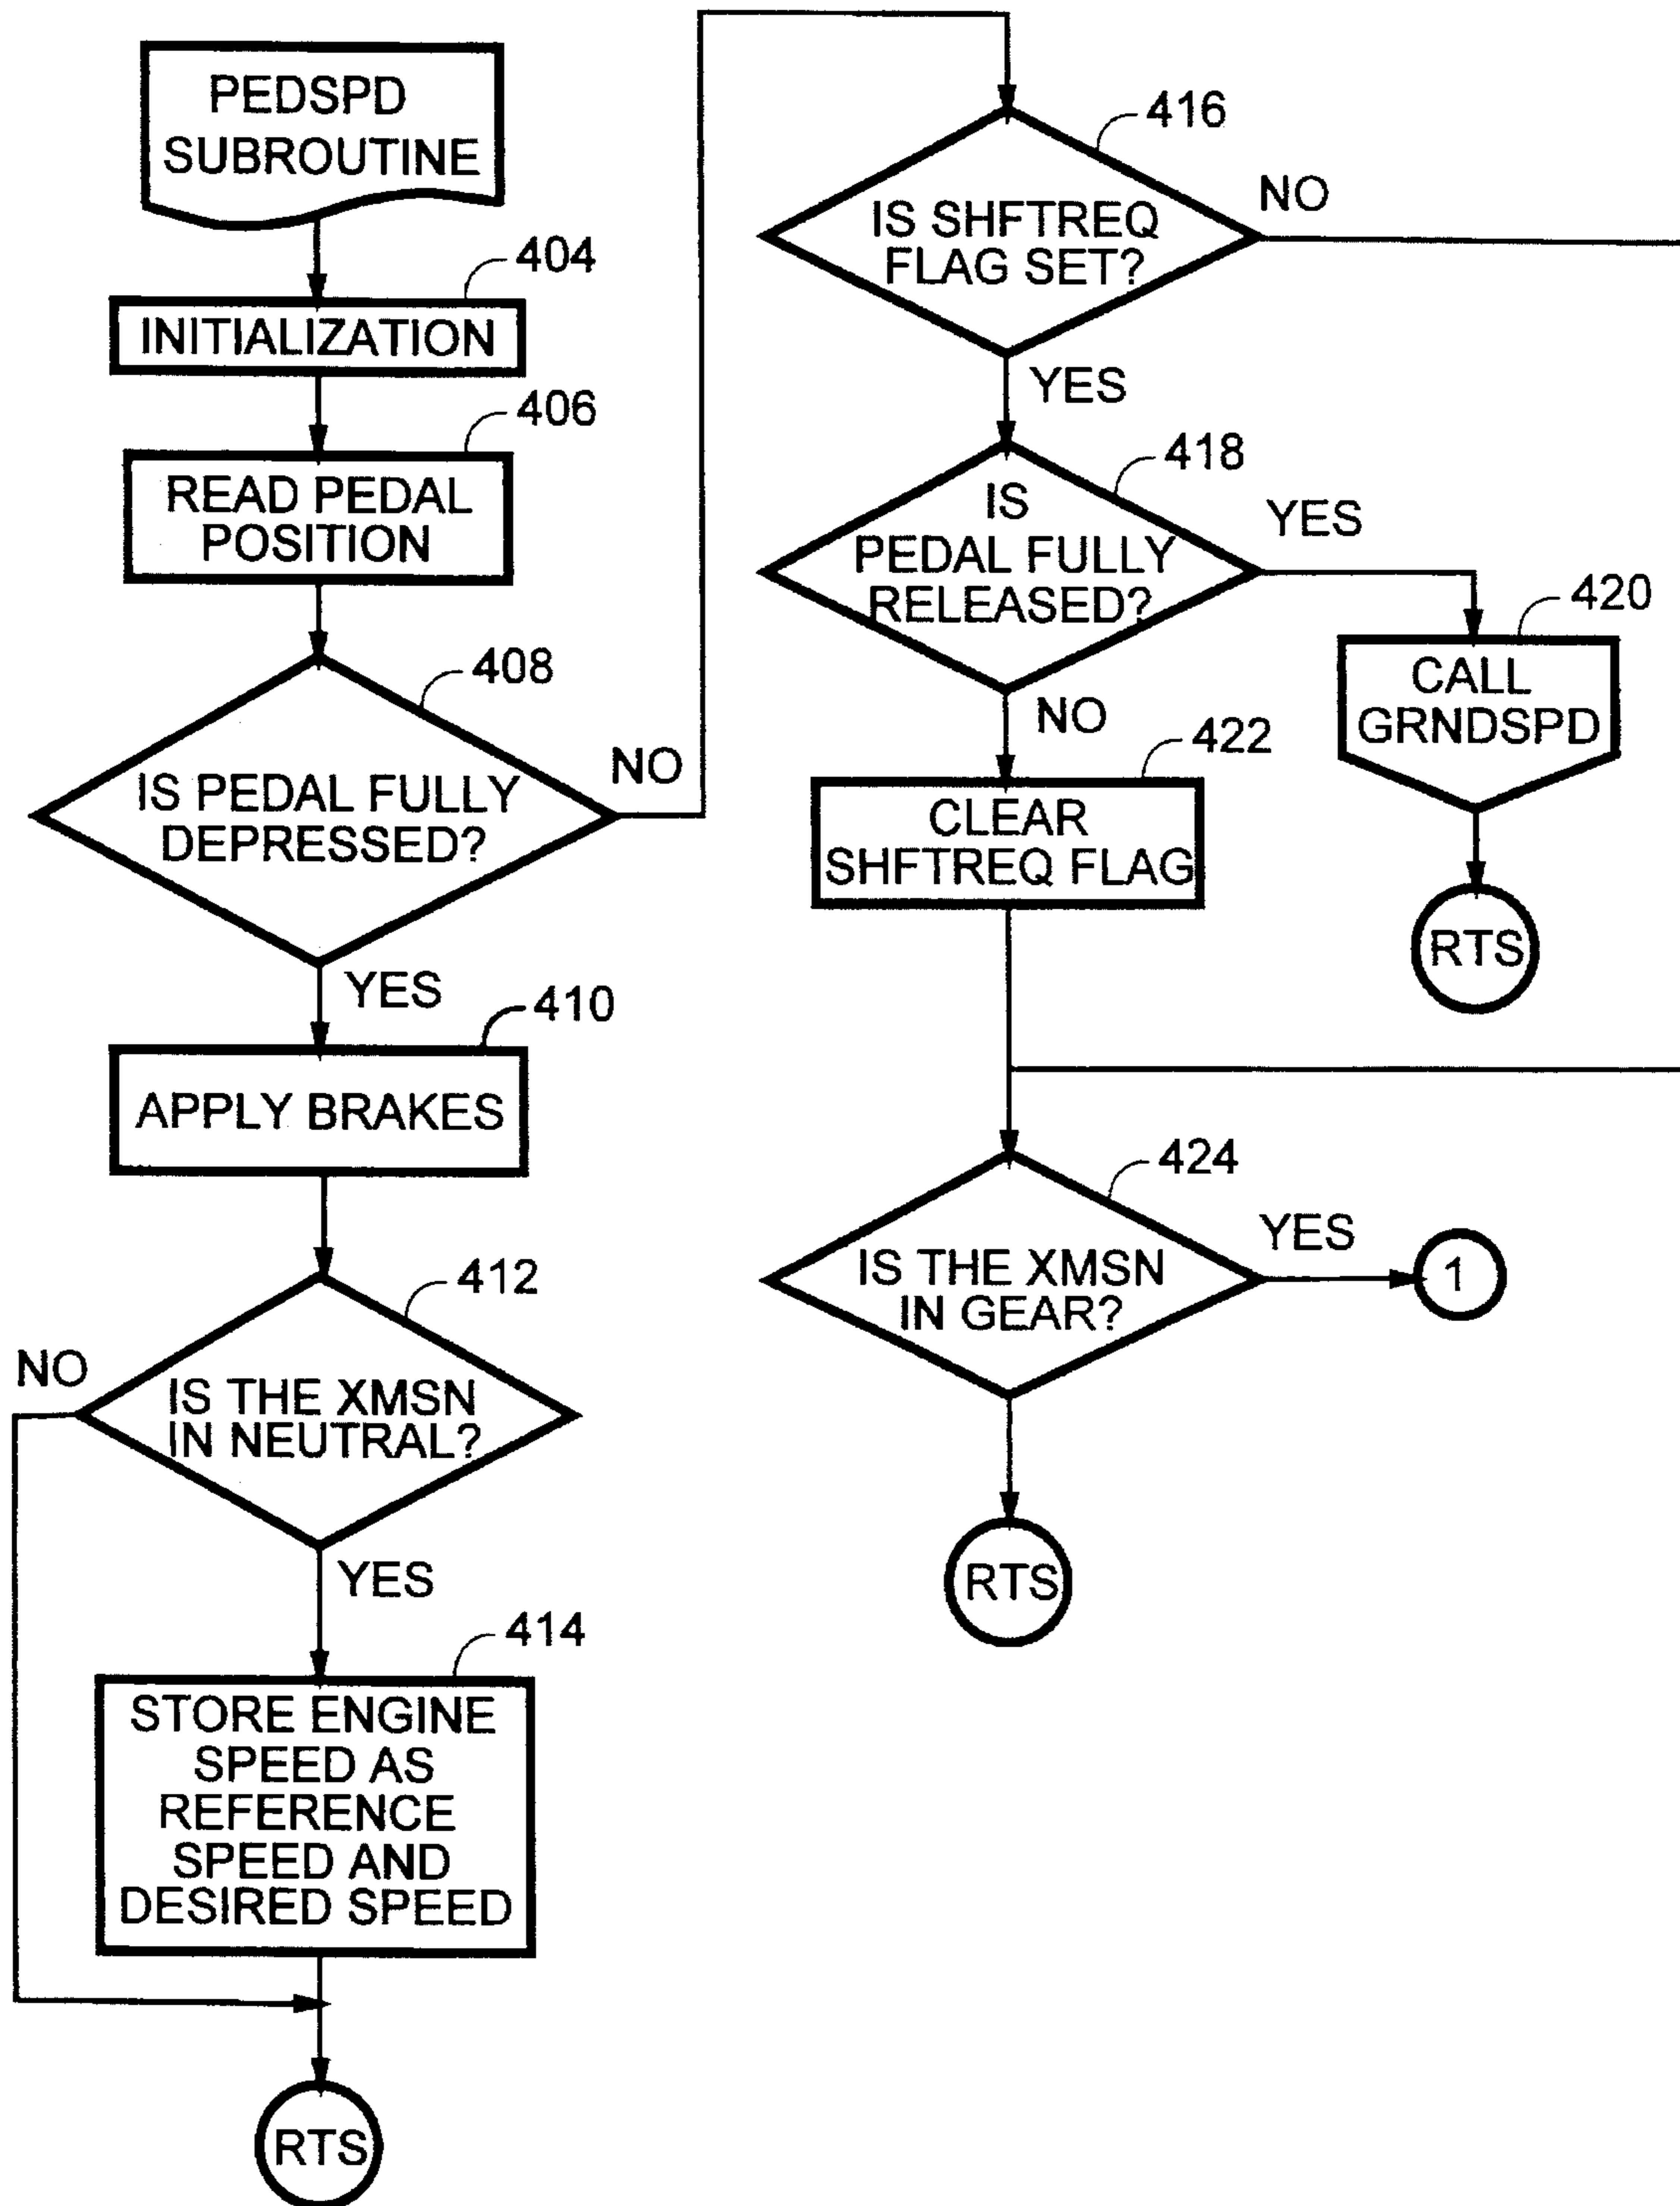 PEDSPD
SUBROUTINE
404
INITIALIZATION
406
READ PEDAL
POSITION
408
IS PEDAL FULLY
DEPRESSED?
NO
YES
410
APPLY BRAKES
412
NO
IS THE XMSN
IN NEUTRAL?
YES
414
STORE ENGINE
SPEED AS
REFERENCE
SPEED AND
DESIRED SPEED
RTS
416
IS SHFTREQ
FLAG SET?
NO
YES
418
IS
PEDAL FULLY
RELEASED?
YES
420
CALL
GRNDSPD
RTS
NO
422
CLEAR
SHFTREQ FLAG
424
IS THE XMSN
IN GEAR?
YES
1
RTS